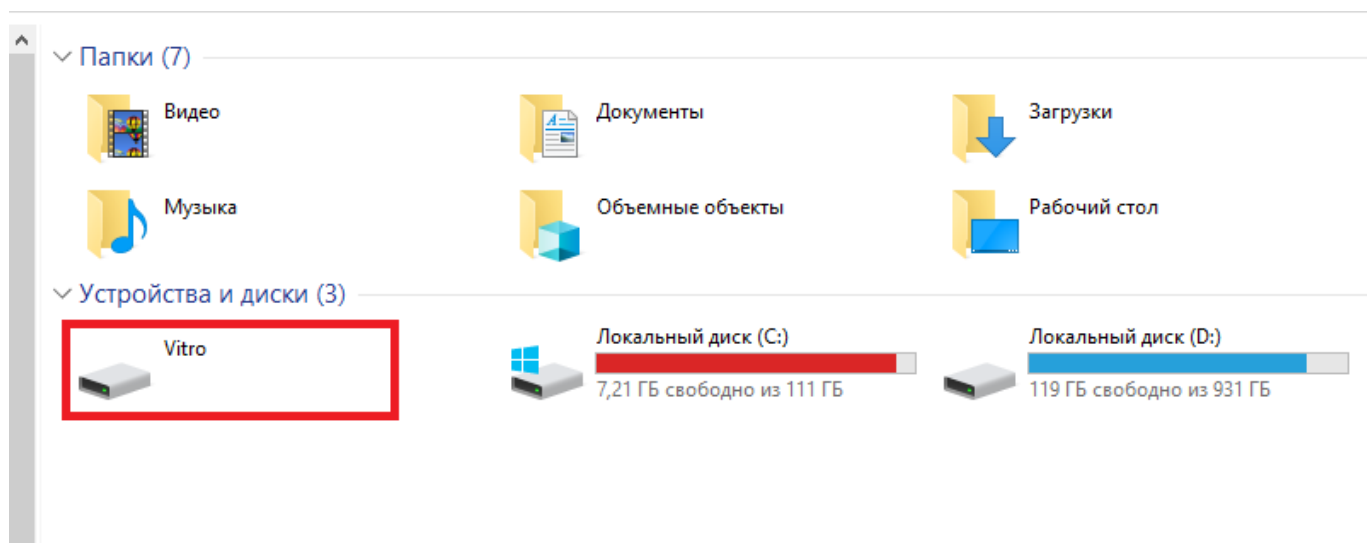 Папки (7)
Видео
Документы
Загрузки
Музыка
Объемные объекты
Рабочий стол
Устройства и диски (3)
Vitro
Локальный диск (C:)
7,21 ГБ свободно из 111 ГБ
Локальный диск (D:)
119 ГБ свободно из 931 ГБ